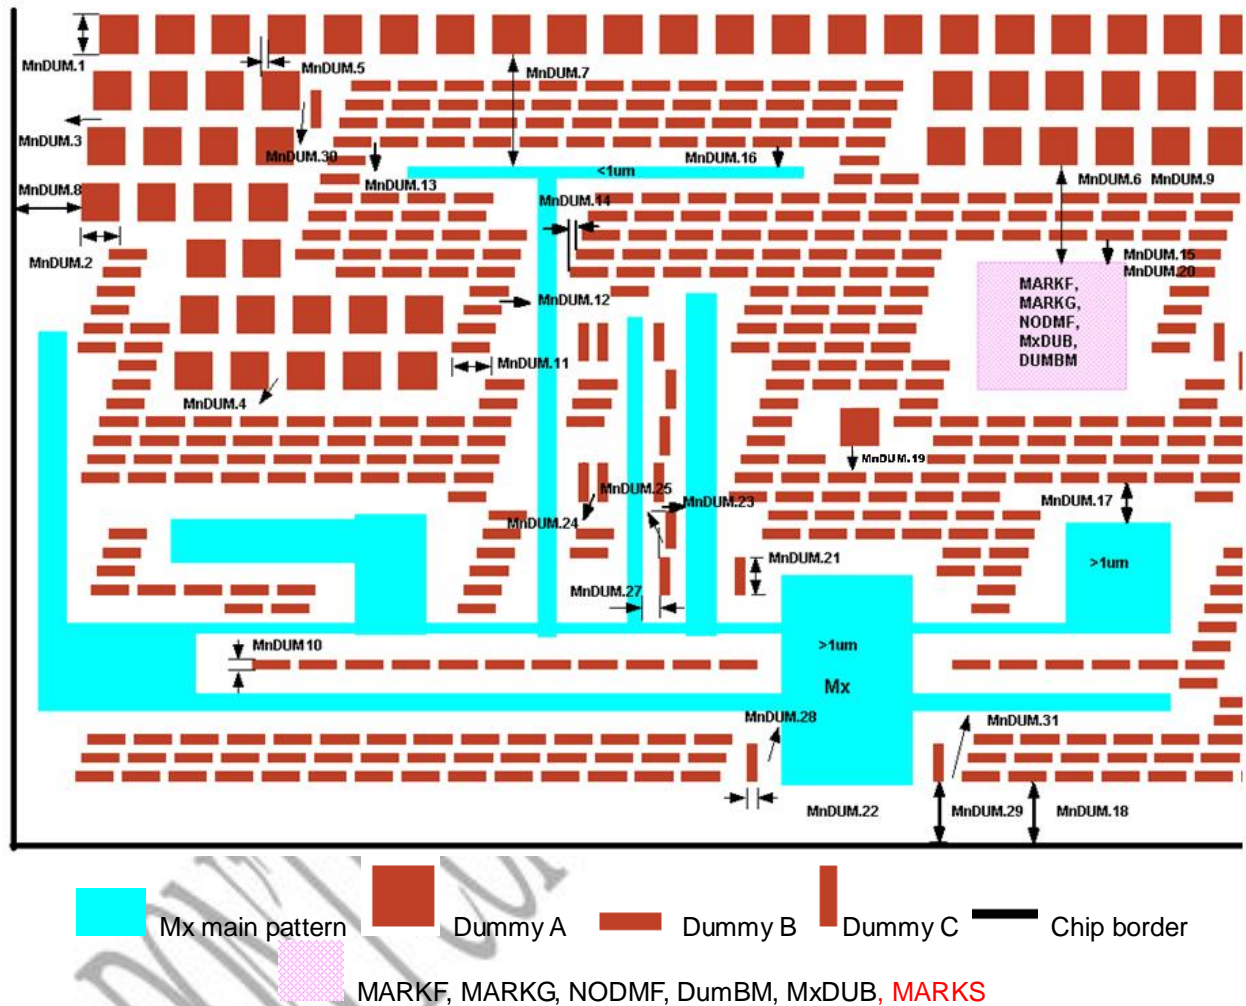 MnDUM.1
MnDUM.5
MnDUM.7
MnDUM.3
MnDUM.30
MnDUM.16
<1um
MnDUM.13
MnDUM.6 MnDUM.9
MnDUM.8
MnDUM.14
MnDUM.2
MnDUM.15
MnDUM.20
MARKF,
MARKG,
NODMF,
MxDUB,
DUMBM
MnDUM.12
MnDUM.11
MnDUM.4
MnDUM.19
MnDUM.25
MnDUM.23
MnDUM.17
MnDUM.24
MnDUM.21
>1um
MnDUM.27
MnDUM10
>1um
Mx
MnDUM.28
MnDUM.31
MnDUM.22
MnDUM.29
MnDUM.18
Mx main pattern
Dummy A
Dummy B
Dummy C
Chip border
MARKF, MARKG, NODMF, DumBM, MxDUB, MARKS